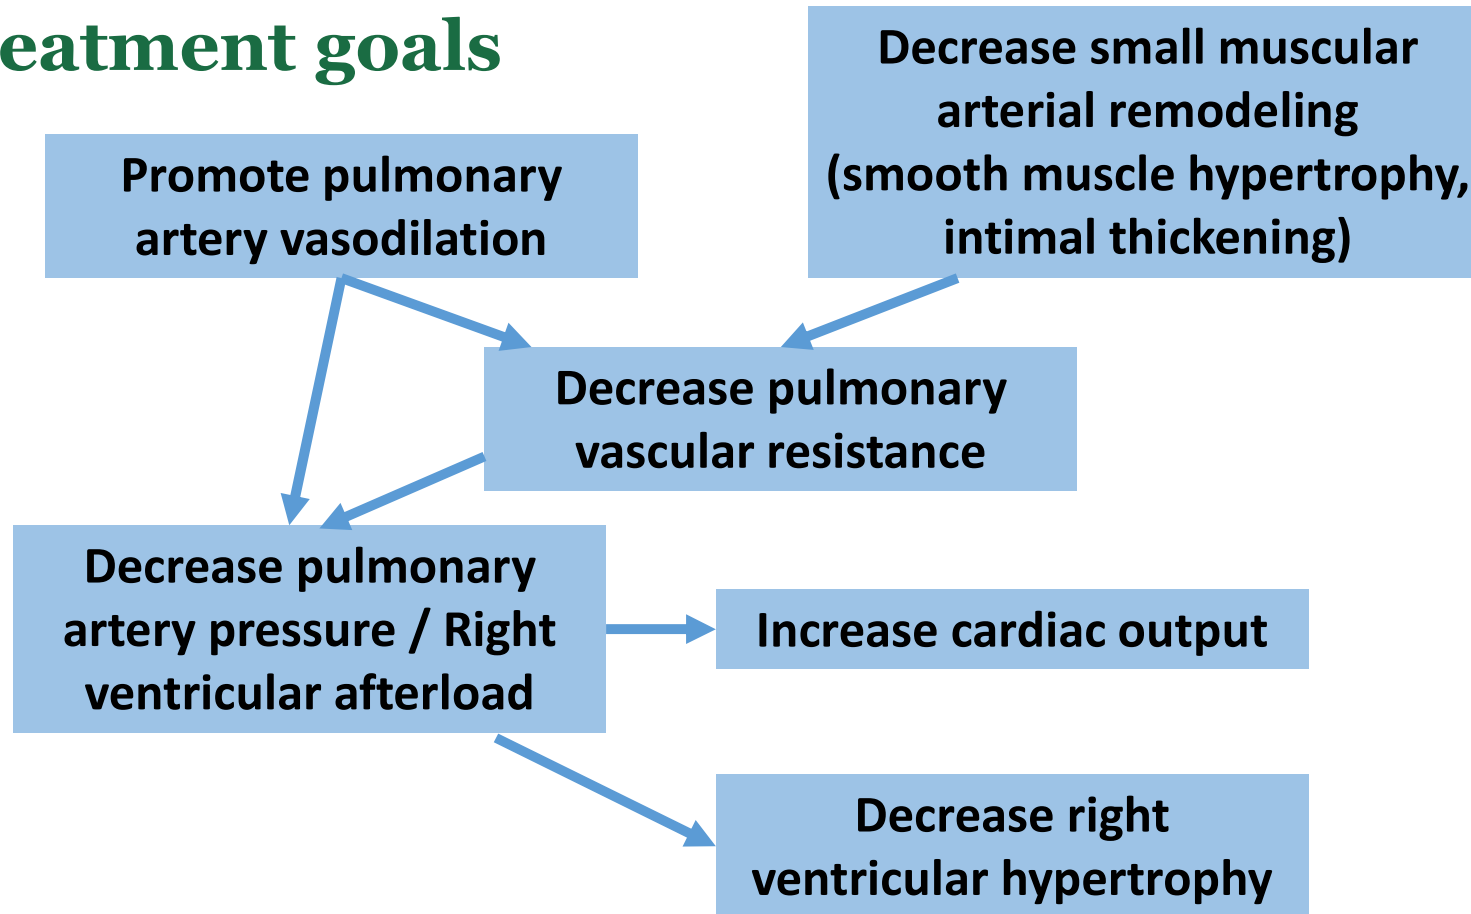 eatment goals
Decrease small muscular
arterial remodeling
(smooth muscle hypertrophy,
intimal thickening)
Promote pulmonary
artery vasodilation
Decrease pulmonary
vascular resistance
Decrease pulmonary
artery pressure / Right
ventricular afterload
Increase cardiac output
Decrease right
ventricular hypertrophy